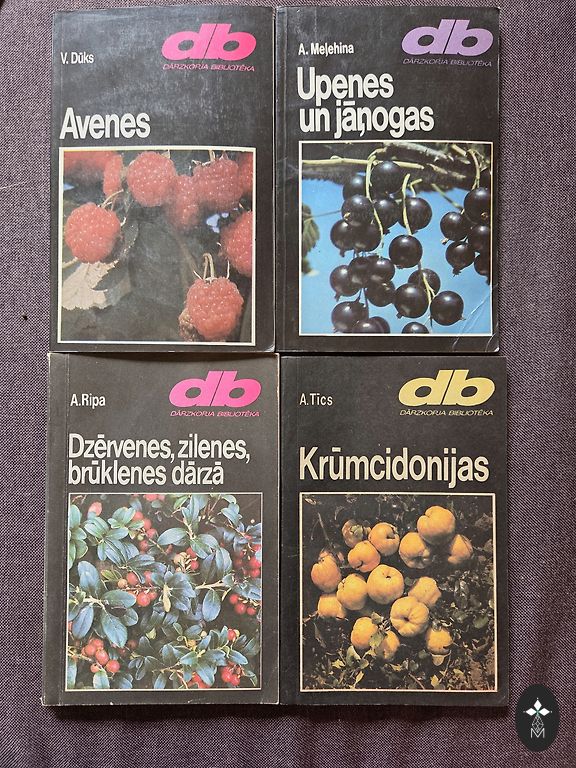 V. Dūks
db
DĀRZKOPJA BIBLIOTĒKA
Avenes
A. Meļehina
db
DĀRZKOPJA BIBLIOTĒKA
Upenes
un jāņogas
A.Ripa
db
DĀRZKOPJA BIBLIOTĒKA
Dzērvenes, zilenes,
brūklenes dārzā
A.Tīcs
db
DĀRZKOPJA BIBLIOTĒKA
Krūmcidonijas
M